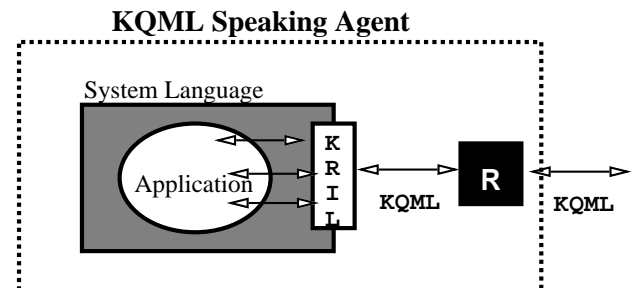 KQML Speaking Agent
System Language
Application
K
R
I
L
R
KQML
KQML